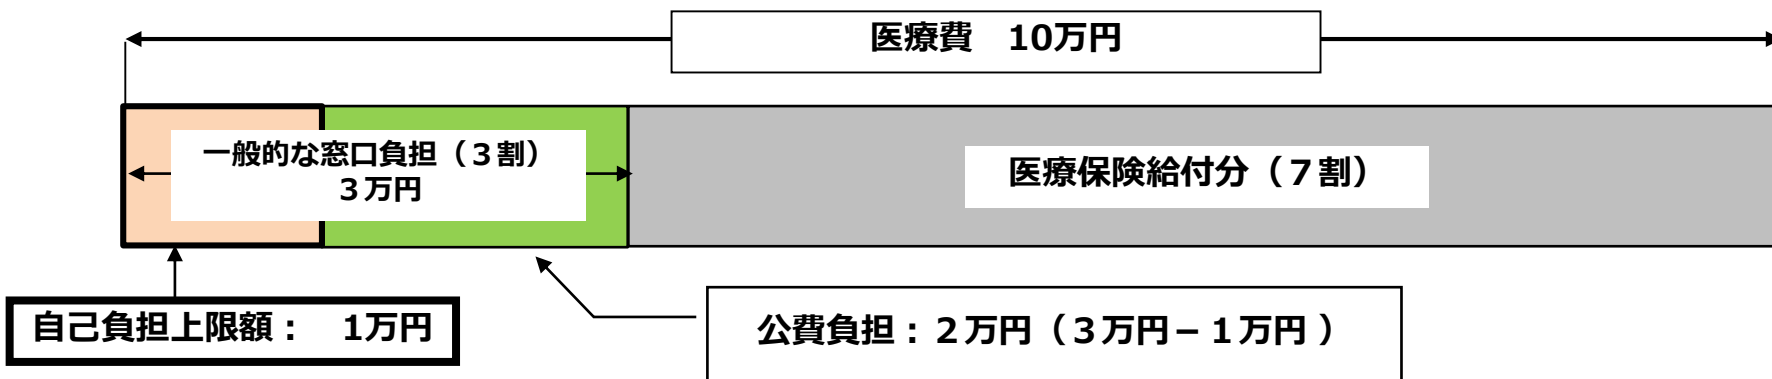 医療費　10万円
一般的な窓口負担（３割）
３万円
医療保険給付分（７割）
自己負担上限額：　1万円
公費負担：２万円（３万円－１万円 ）